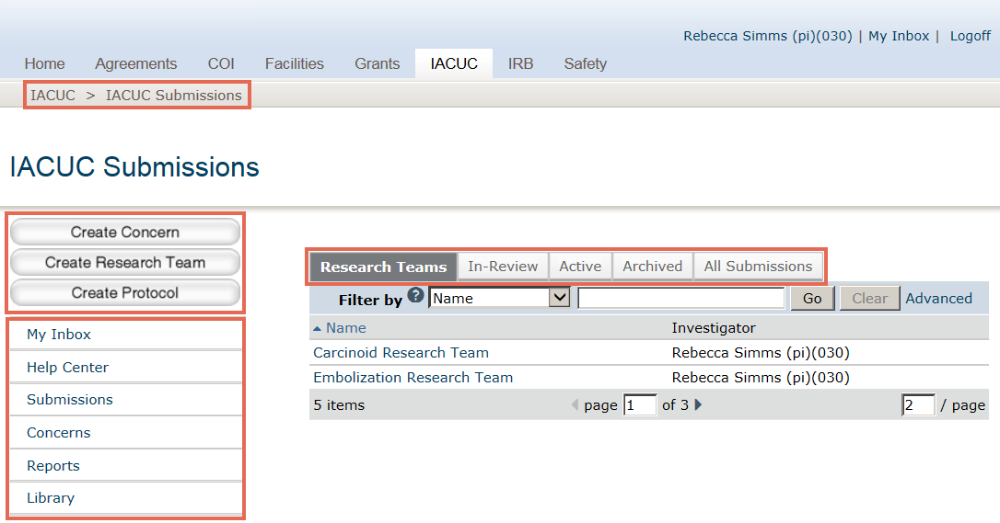 Rebecca Simms (pi)(030) | My Inbox | Logoff
Home Agreements COI Facilities Grants IACUC IRB Safety
IACUC > IACUC Submissions
IACUC Submissions
Create Concern
Create Research Team
Create Protocol
My Inbox
Help Center
Submissions
Concerns
Reports
Library
Research Teams In-Review Active Archived All Submissions
Filter by ? Name Go Clear Advanced
Name Investigator
Carcinoid Research Team Rebecca Simms (pi)(030)
Embolization Research Team Rebecca Simms (pi)(030)
5 items page 1 of 3 2 / page